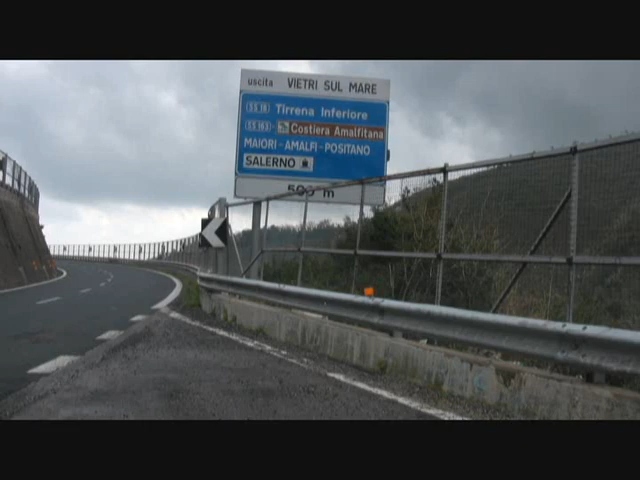 uscita VIETRI SUL MARE
SS 18 Tirrena Inferiore
SS 163 Costiera Amalfitana
MAIORI - AMALFI - POSITANO
SALERNO
500 m